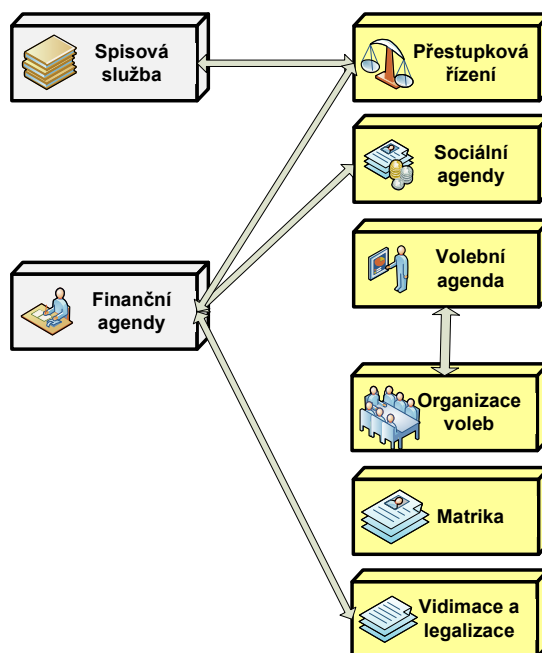 Spisová
služba
Přestupková
řízení
Sociální
agendy
Volební
agenda
Finanční
agendy
Organizace
voleb
Matrika
Vidimace a
legalizace